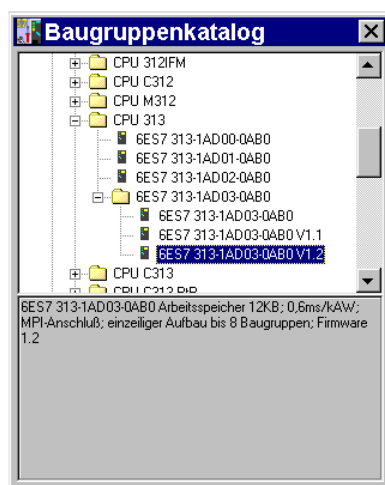 Baugruppenkatalog
CPU 312IFM
CPU C312
CPU M312
CPU 313
6ES7 313-1AD00-0AB0
6ES7 313-1AD01-0AB0
6ES7 313-1AD02-0AB0
6ES7 313-1AD03-0AB0
6ES7 313-1AD03-0AB0
6ES7 313-1AD03-0AB0 V1.1
6ES7 313-1AD03-0AB0 V1.2
CPU C313
CPU C313 PtP
6ES7 313-1AD03-0AB0 Arbeitsspeicher 12KB; 0,6ms/kAW;
MPI-Anschluß; einzeiliger Aufbau bis 8 Baugruppen; Firmware
1.2